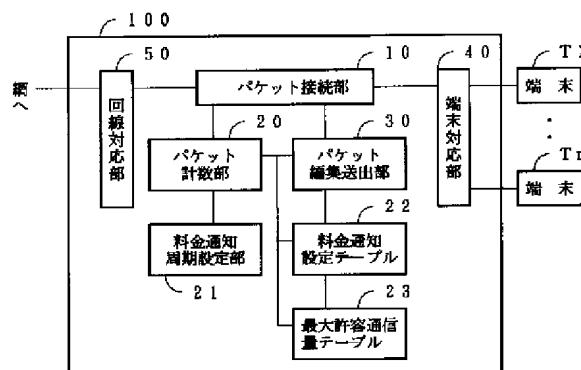 100
50
10
40
T1
網へ
回線対応部
パケット接続部
端末対応部
端 末
20
30
パケット
計数部
パケット
編集送出部
Tn
端 末
22
料金通知
周期設定部
料金通知
設定テーブル
21
23
最大許容通信
量テーブル